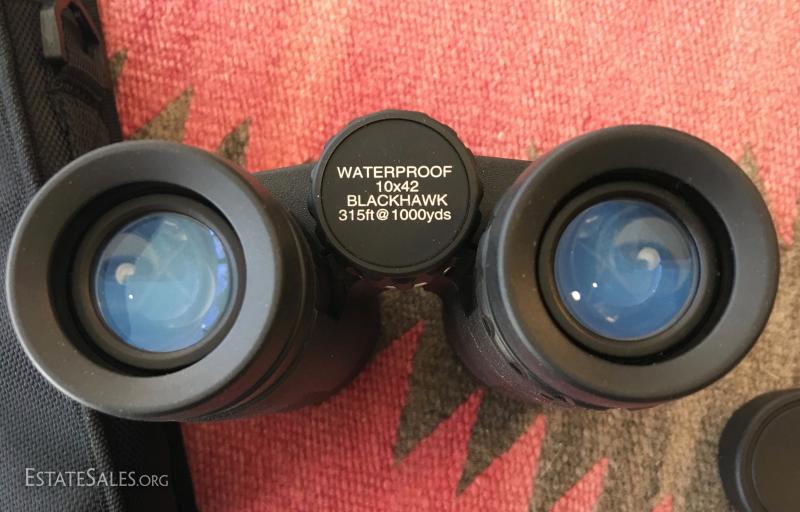 WATERPROOF
10x42
BLACKHAWK
315ft@1000yds
ESTATESALES.ORG